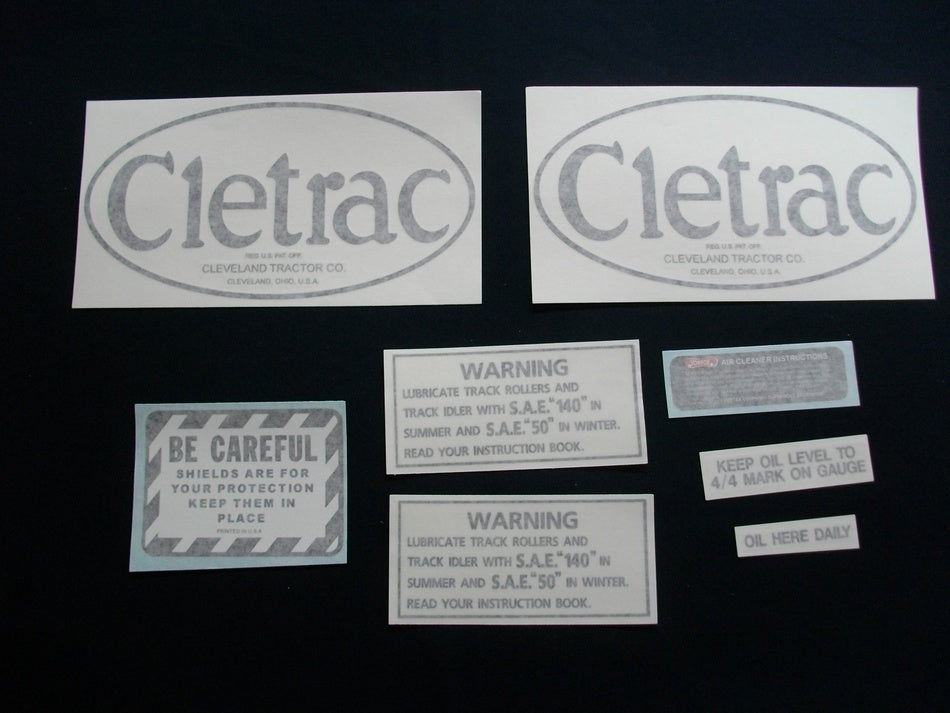 Cletrac
REG. U.S. PAT. OFF.
CLEVELAND TRACTOR CO.
CLEVELAND, OHIO, U.S.A.
Cletrac
REG. U.S. PAT. OFF.
CLEVELAND TRACTOR CO.
CLEVELAND, OHIO, U.S.A.
BE CAREFUL
SHIELDS ARE FOR
YOUR PROTECTION
KEEP THEM IN
PLACE
PRINTED IN U.S.A.
WARNING
LUBRICATE TRACK ROLLERS AND
TRACK IDLER WITH S.A.E. "140" IN
SUMMER AND S.A.E. "50" IN WINTER.
READ YOUR INSTRUCTION BOOK.
WARNING
LUBRICATE TRACK ROLLERS AND
TRACK IDLER WITH S.A.E. "140" IN
SUMMER AND S.A.E. "50" IN WINTER.
READ YOUR INSTRUCTION BOOK.
AIR CLEANER INSTRUCTIONS
KEEP OIL LEVEL TO
4/4 MARK ON GAUGE
OIL HERE DAILY